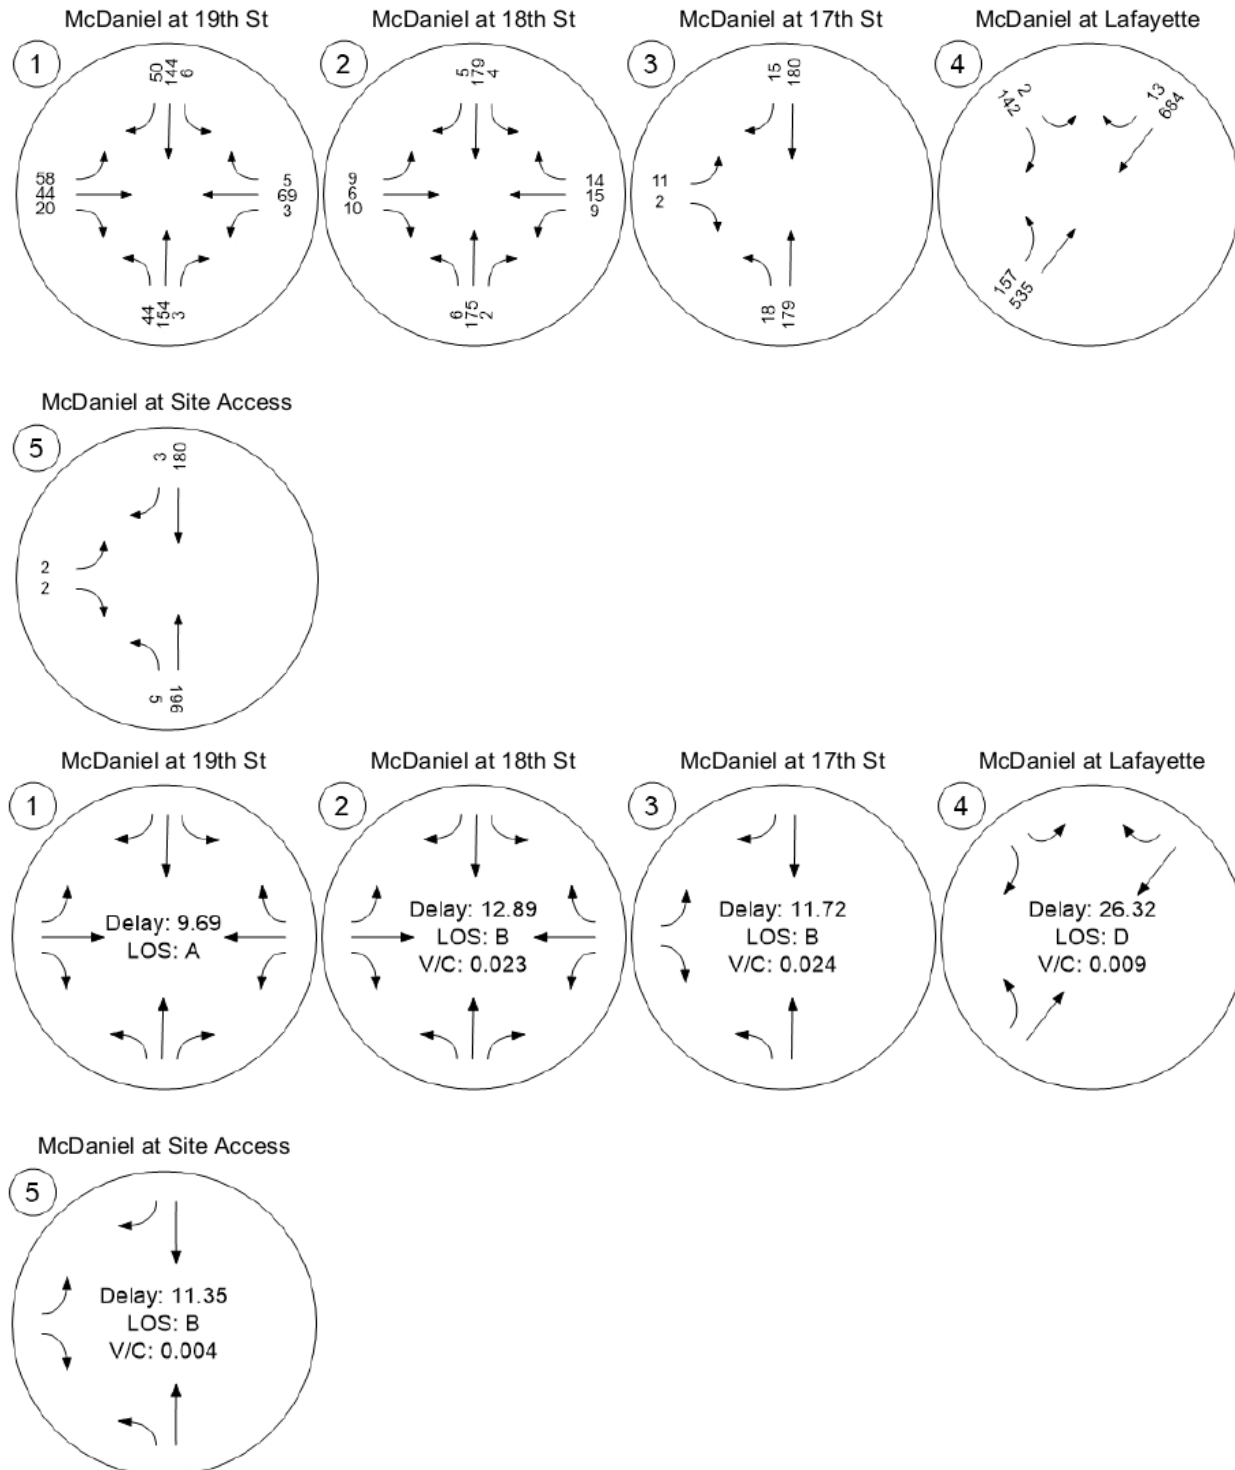 McDaniel at 19th St
1
50
144
6
58
44
20
5
69
3
44
154
3
McDaniel at 18th St
2
5
179
4
9
6
10
14
15
9
6
175
2
McDaniel at 17th St
3
15
180
11
2
18
179
McDaniel at Lafayette
4
2
142
13
684
157
535
McDaniel at Site Access
5
3
180
2
2
5
196
McDaniel at 19th St
1
Delay: 9.69
LOS: A
McDaniel at 18th St
2
Delay: 12.89
LOS: B
V/C: 0.023
McDaniel at 17th St
3
Delay: 11.72
LOS: B
V/C: 0.024
McDaniel at Lafayette
4
Delay: 26.32
LOS: D
V/C: 0.009
McDaniel at Site Access
5
Delay: 11.35
LOS: B
V/C: 0.004